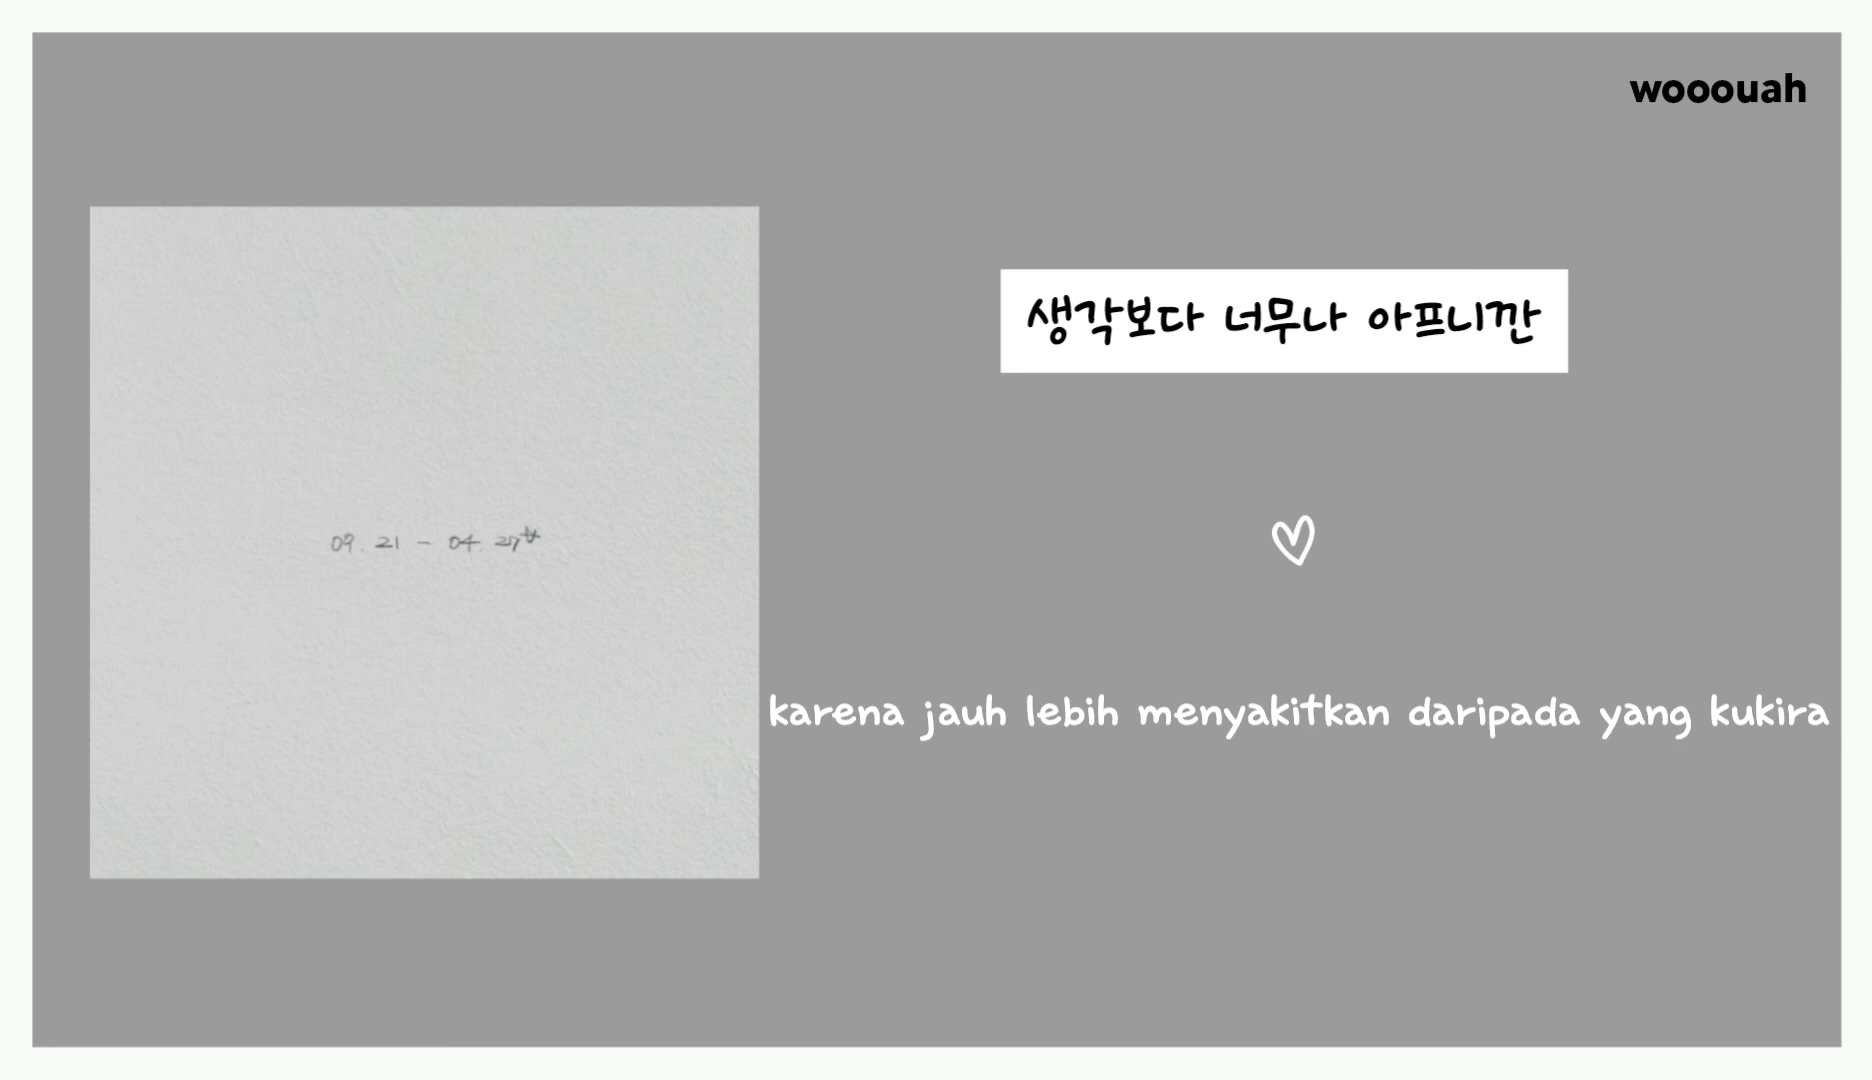 wooouah
생각보다 너무나 아프니깐
09. 21 - 04. 27
karena jauh lebih menyakitkan daripada yang kukira